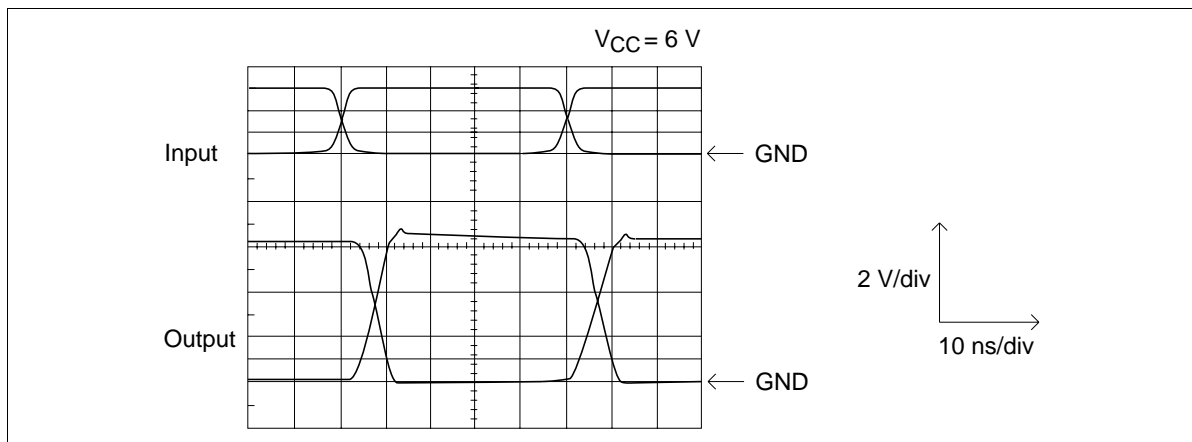 V_CC = 6 V
Input
GND
2 V/div
Output
10 ns/div
GND